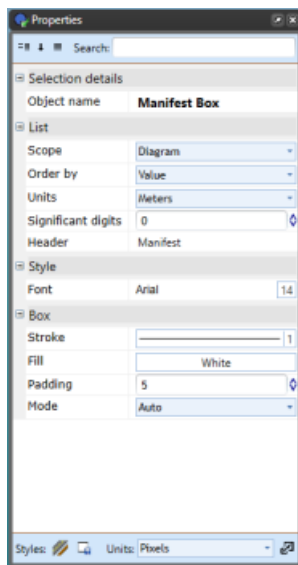 Properties
Search:
Selection details
Object name Manifest Box
List
Scope Diagram
Order by Value
Units Meters
Significant digits 0
Header Manifest
Style
Font Arial 14
Box
Stroke 1
Fill White
Padding 5
Mode Auto
Styles: Units: Pixels